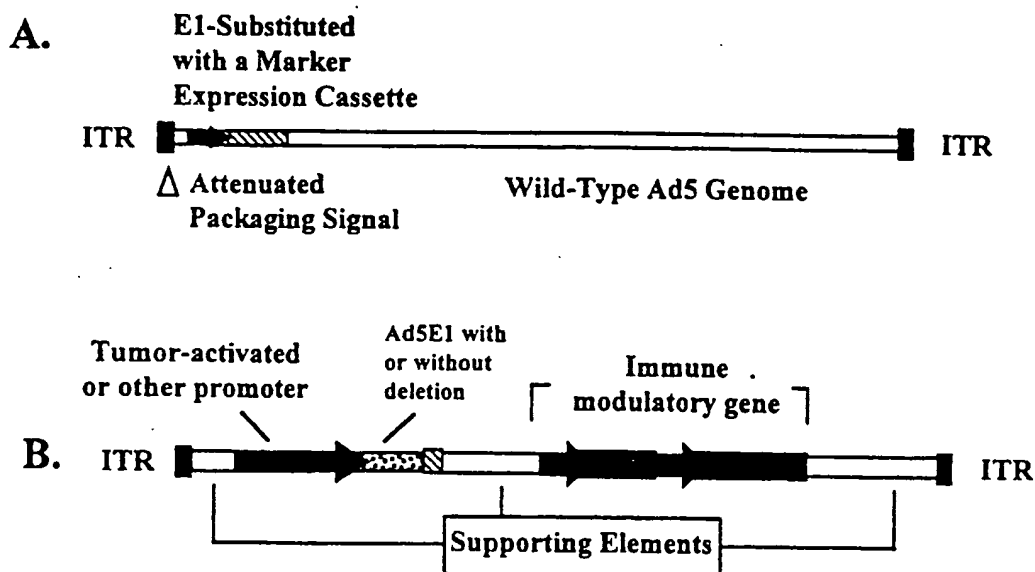 A.
E1-Substituted
with a Marker
Expression Cassette
ITR
ITR
Δ Attenuated
Packaging Signal
Wild-Type Ad5 Genome
Tumor-activated
or other promoter
Ad5E1 with
or without
deletion
Immune
modulatory gene
B.
ITR
ITR
Supporting Elements